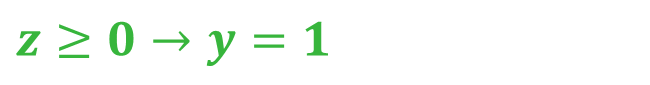 z ≥ 0 → y = 1